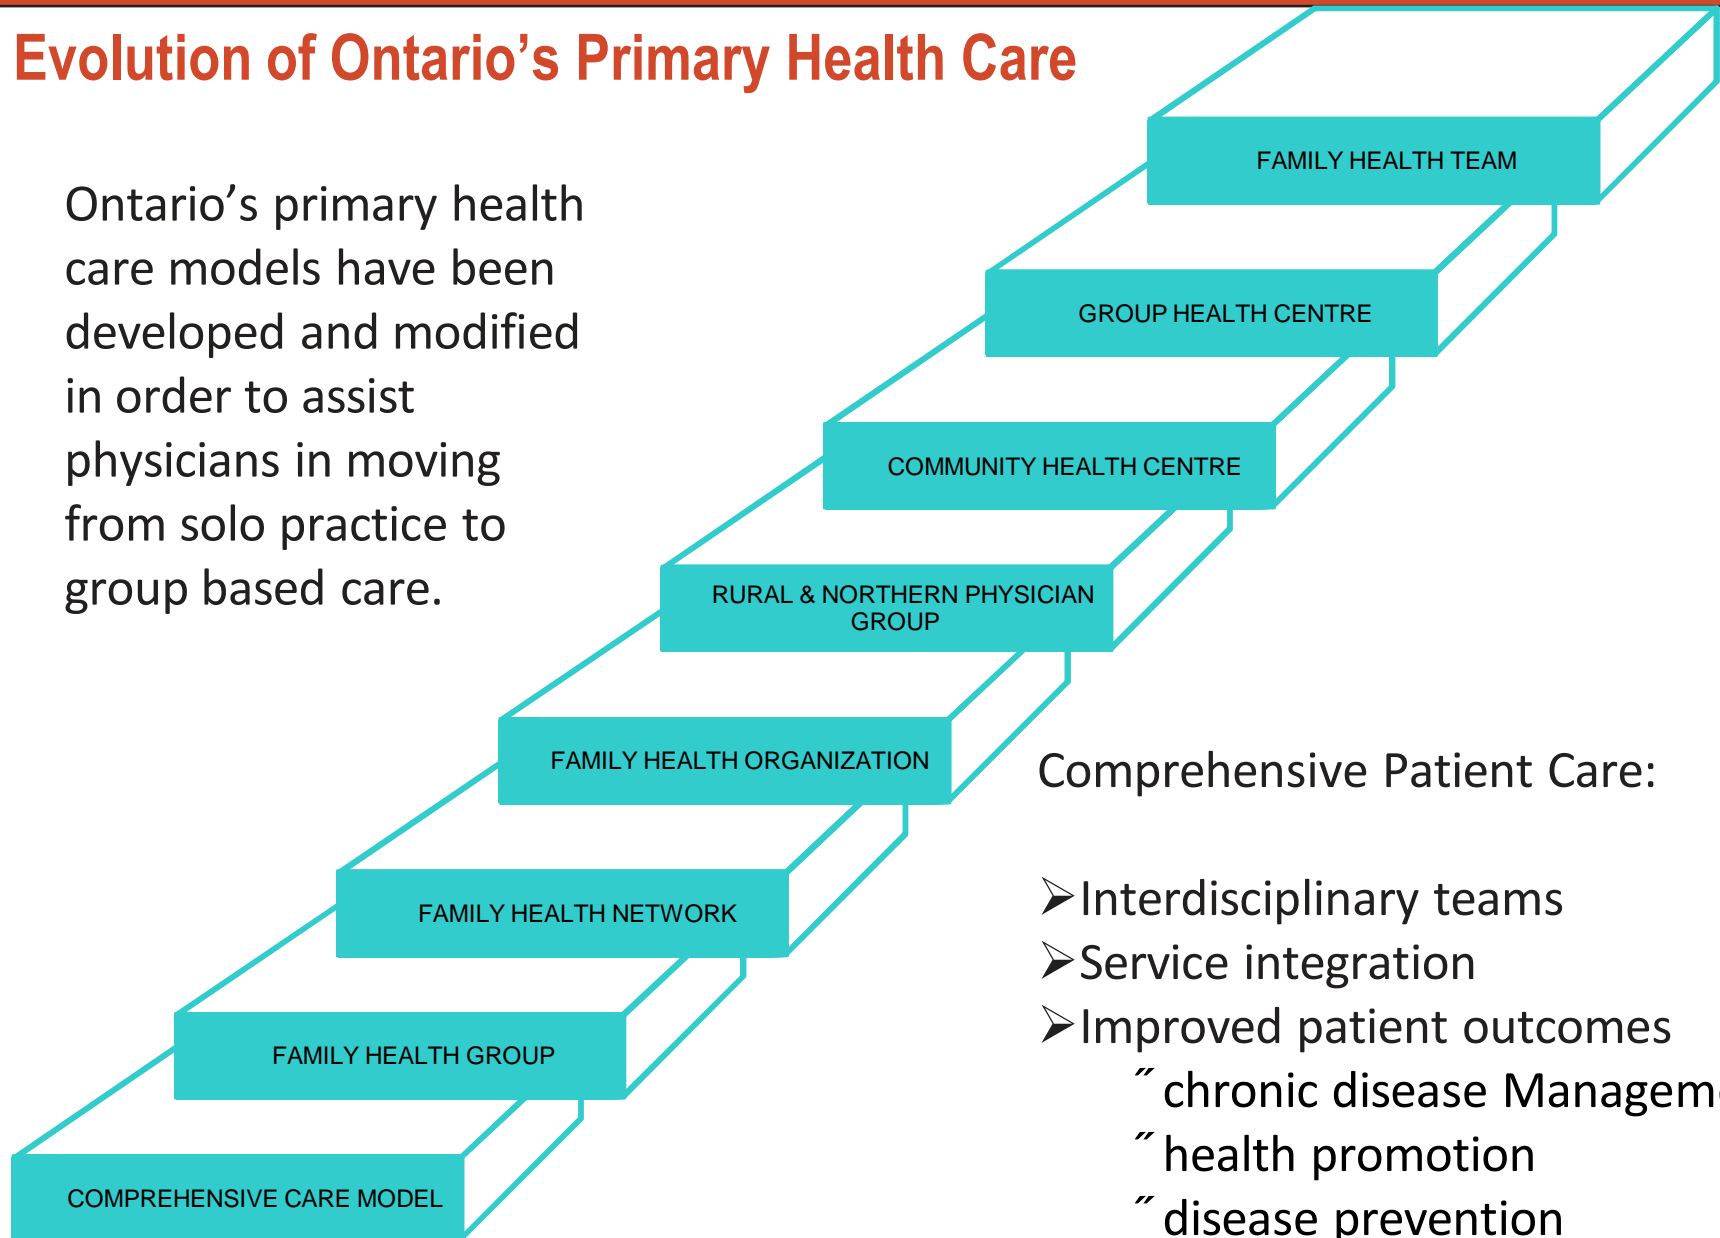 Evolution of Ontario’s Primary Health Care
Ontario’s primary health
care models have been
developed and modified
in order to assist
physicians in moving
from solo practice to
group based care.
FAMILY HEALTH TEAM
GROUP HEALTH CENTRE
COMMUNITY HEALTH CENTRE
RURAL & NORTHERN PHYSICIAN
GROUP
FAMILY HEALTH ORGANIZATION
FAMILY HEALTH NETWORK
FAMILY HEALTH GROUP
COMPREHENSIVE CARE MODEL
Comprehensive Patient Care:
➢Interdisciplinary teams
➢Service integration
➢Improved patient outcomes
˝ chronic disease Managem
˝ health promotion
˝ disease prevention